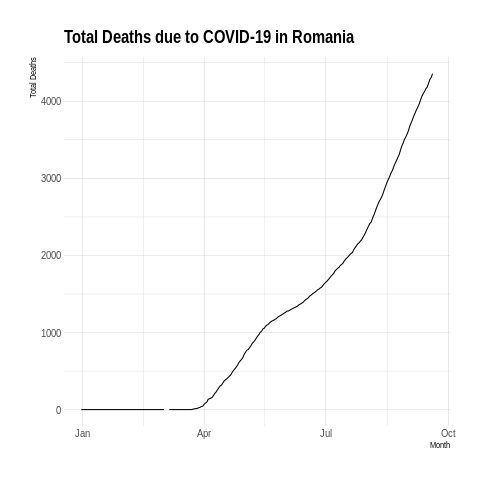 Total Deaths due to COVID-19 in Romania
Total Deaths
4000
3000
2000
1000
0
Jan Apr Jul Oct
Month